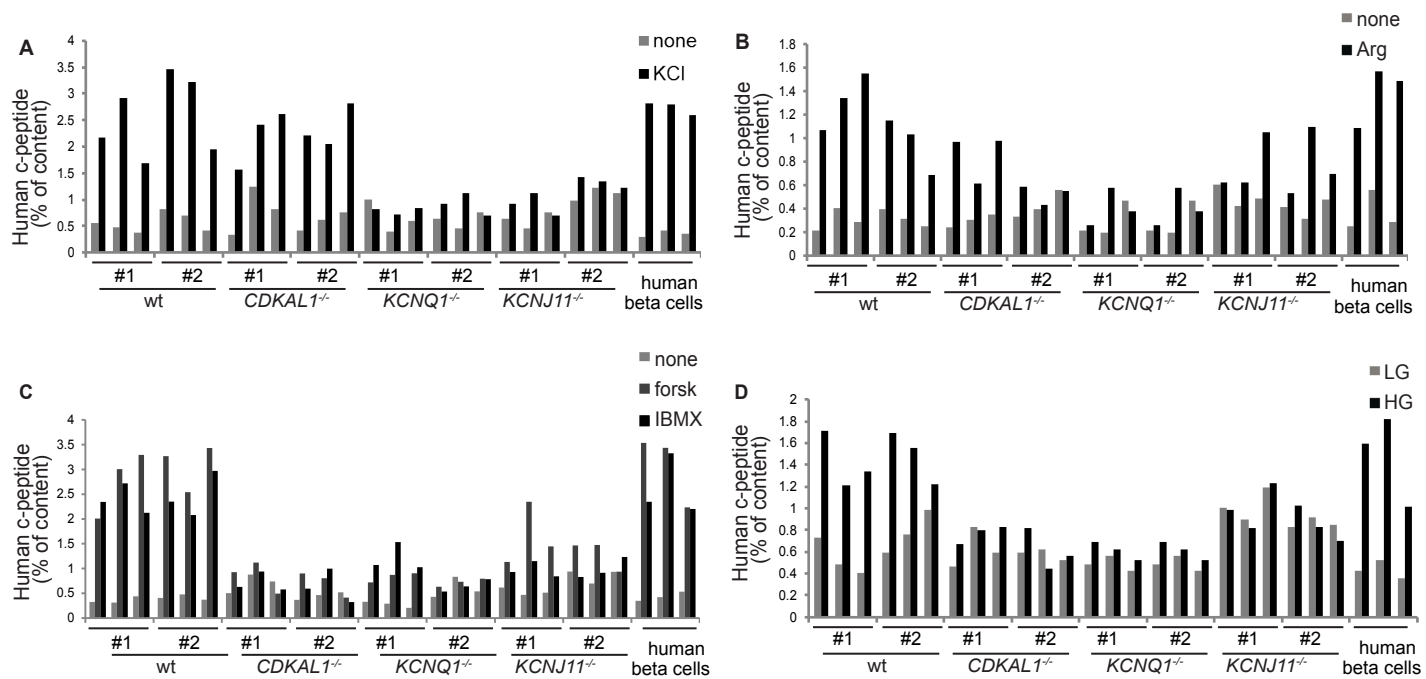 A
none
KCl
Human c-peptide
(% of content)
4
3.5
3
2.5
2
1.5
1
0.5
0
#1 #2 #1 #2 #1 #2 #1 #2 human
wt CDKAL1-/- KCNQ1-/- KCNJ11-/- beta cells
B
none
Arg
Human c-peptide
(% of content)
1.8
1.6
1.4
1.2
1
0.8
0.6
0.4
0.2
0
#1 #2 #1 #2 #1 #2 #1 #2 human
wt CDKAL1-/- KCNQ1-/- KCNJ11-/- beta cells
C
none
forsk
IBMX
Human c-peptide
(% of content)
4
3.5
3
2.5
2
1.5
1
0.5
0
#1 #2 #1 #2 #1 #2 #1 #2 human
wt CDKAL1-/- KCNQ1-/- KCNJ11-/- beta cells
D
LG
HG
Human c-peptide
(% of content)
2
1.8
1.6
1.4
1.2
1
0.8
0.6
0.4
0.2
0
#1 #2 #1 #2 #1 #2 #1 #2 human
wt CDKAL1-/- KCNQ1-/- KCNJ11-/- beta cells